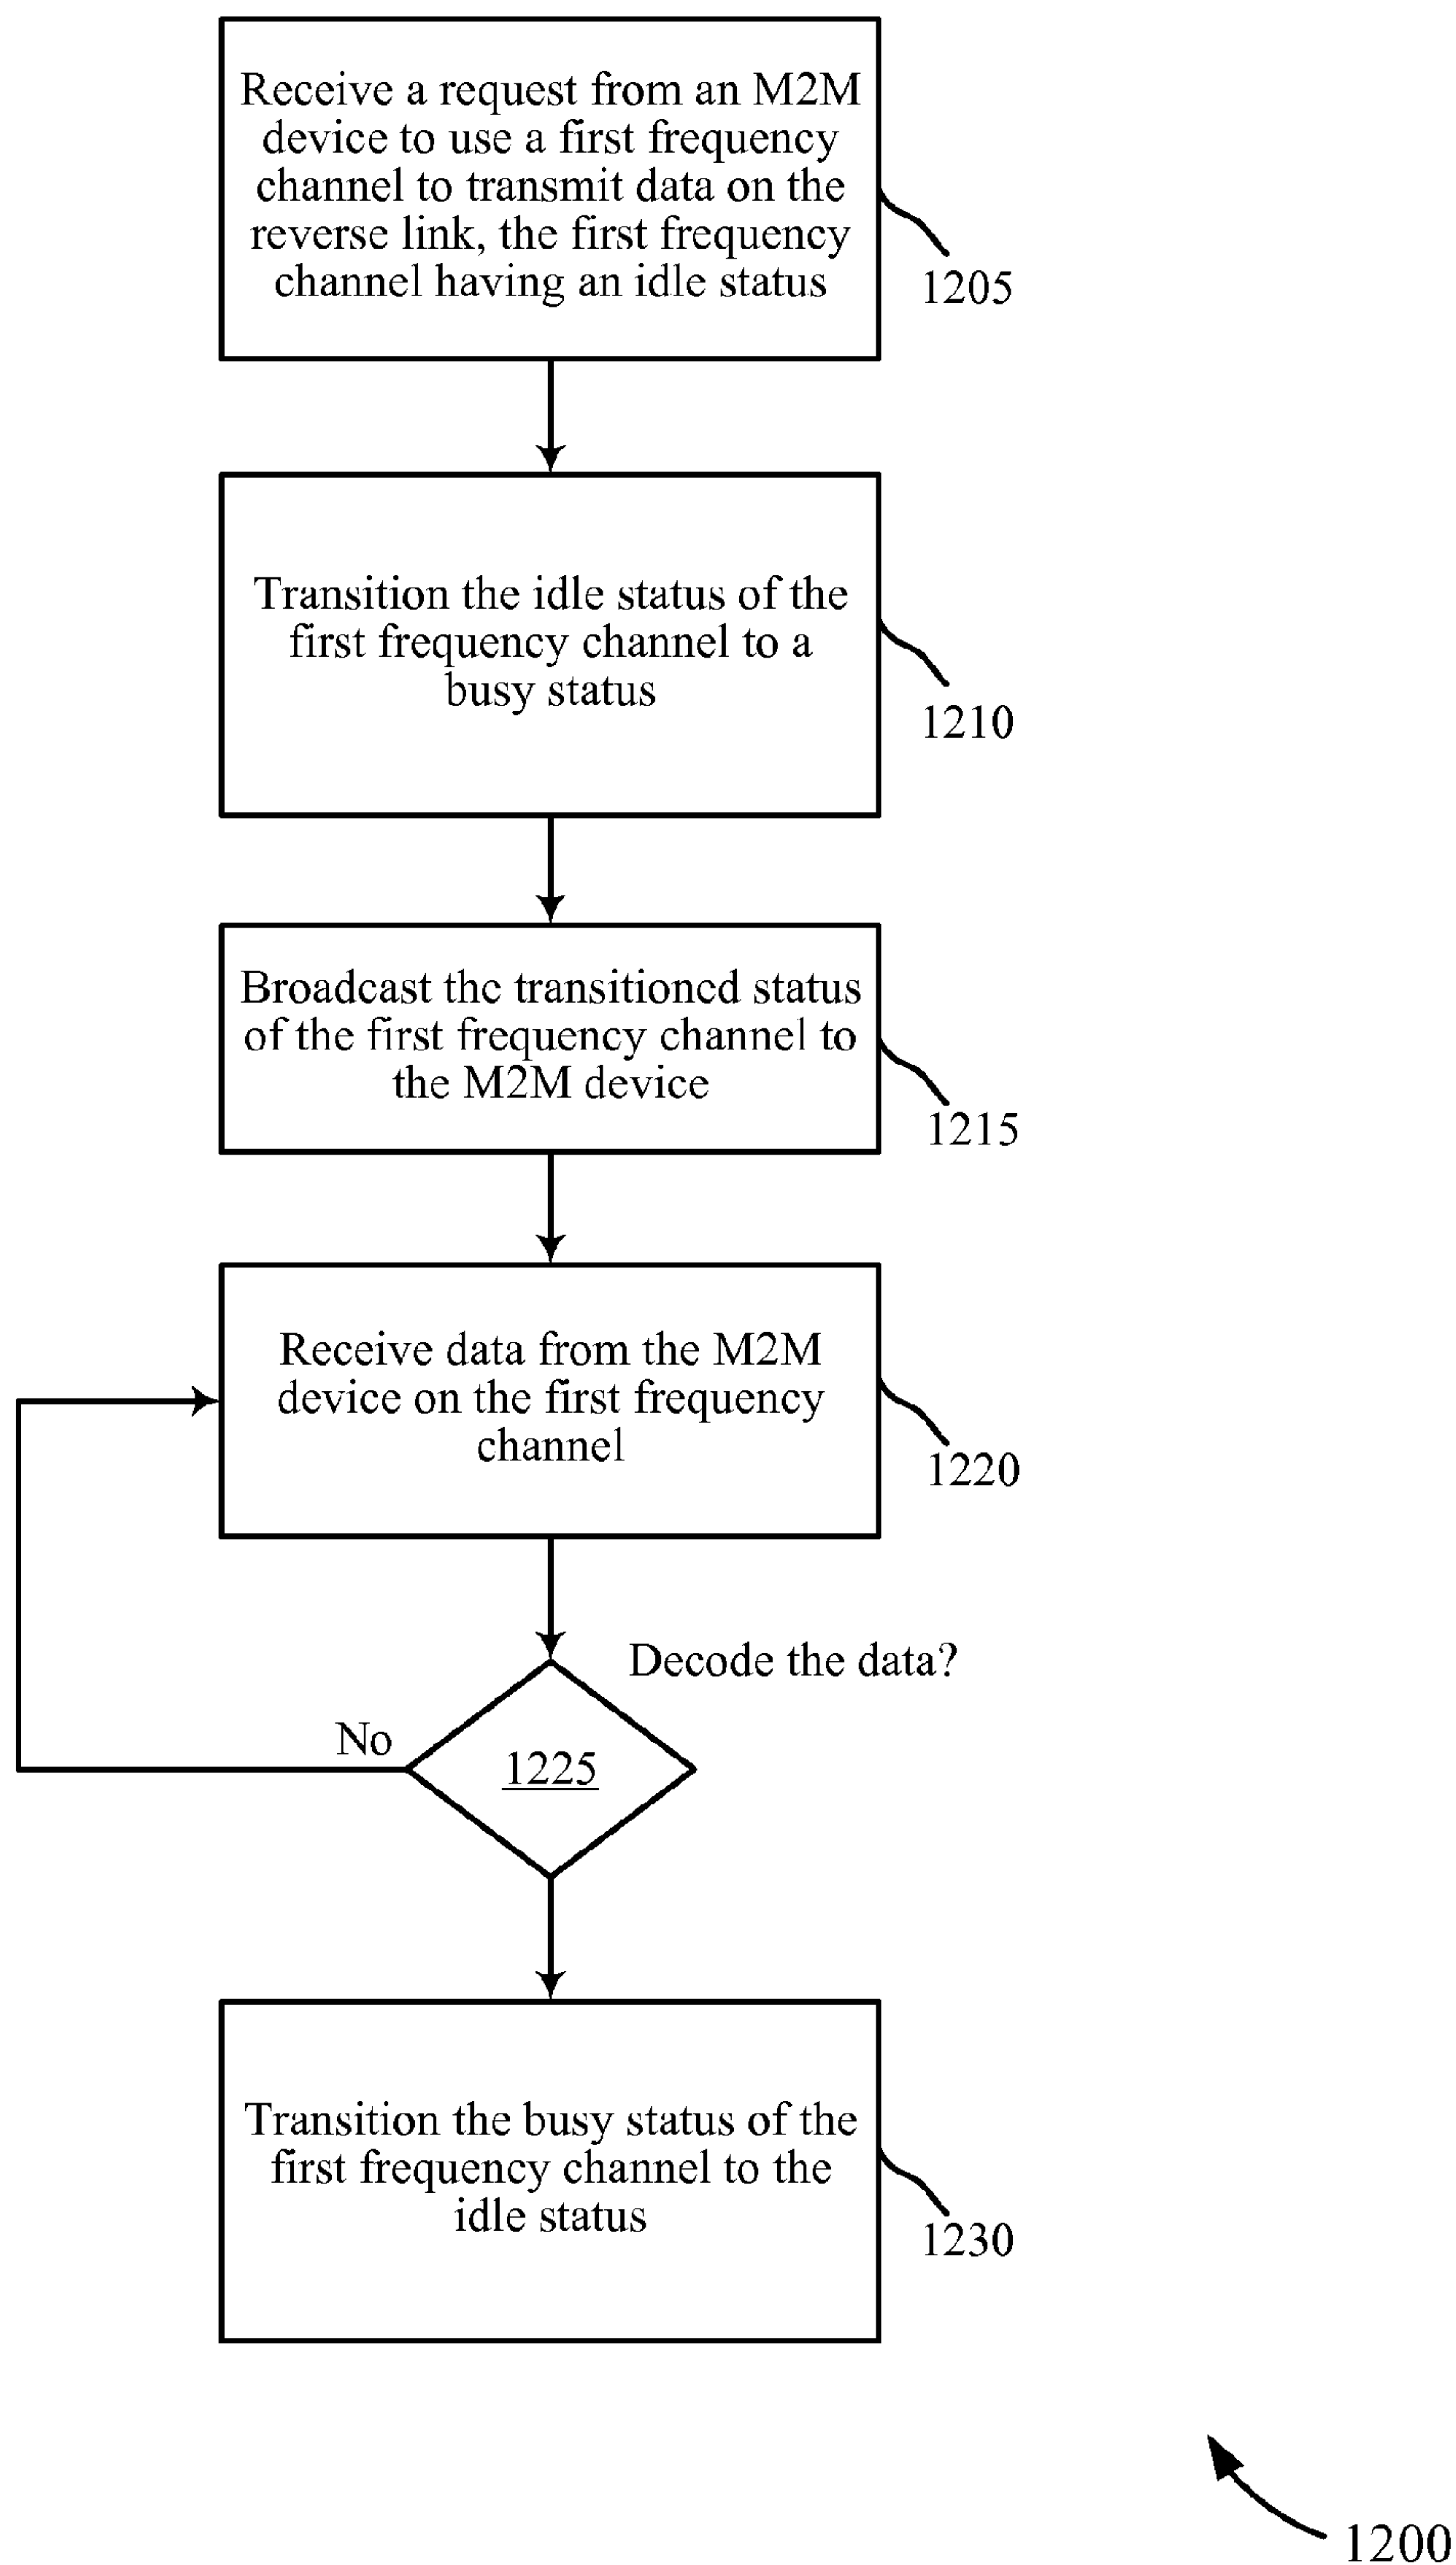 Receive a request from an M2M
device to use a first frequency
channel to transmit data on the
reverse link, the first frequency
channel having an idle status
1205
Transition the idle status of the
first frequency channel to a
busy status
1210
Broadcast the transitioned status
of the first frequency channel to
the M2M device
1215
Receive data from the M2M
device on the first frequency
channel
1220
Decode the data?
No
1225
Transition the busy status of the
first frequency channel to the
idle status
1230
1200